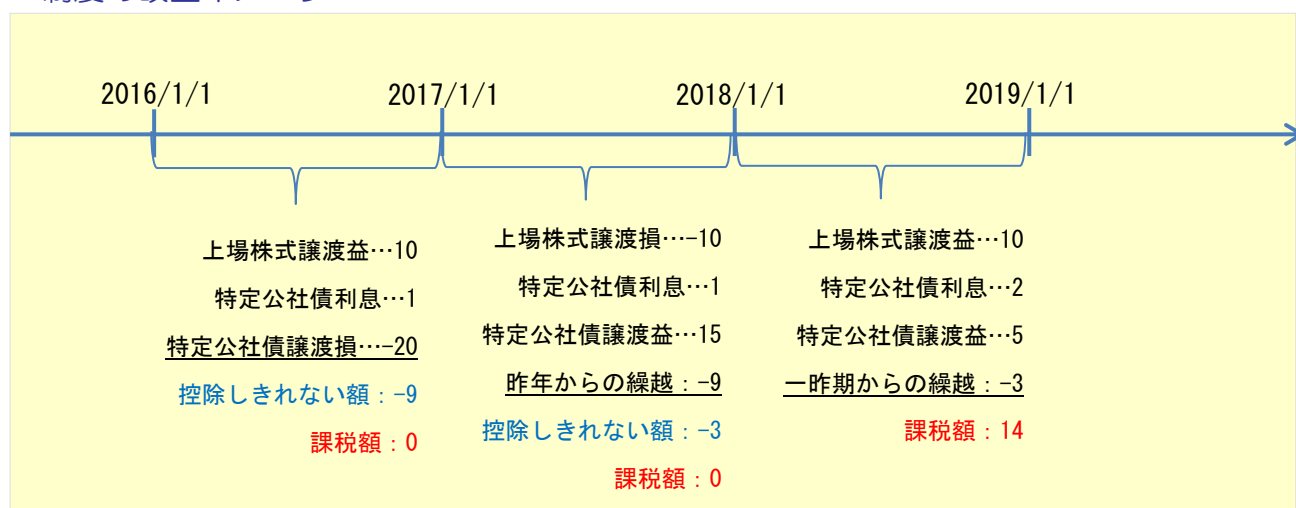 2016/1/1
2017/1/1
2018/1/1
2019/1/1
上場株式譲渡益…10
特定公社債利息…1
特定公社債譲渡損…-20
控除しきれない額：-9
課税額：0
上場株式譲渡損…-10
特定公社債利息…1
特定公社債譲渡益…15
昨年からの繰越：-9
控除しきれない額：-3
課税額：0
上場株式譲渡益…10
特定公社債利息…2
特定公社債譲渡益…5
一昨期からの繰越：-3
課税額：14